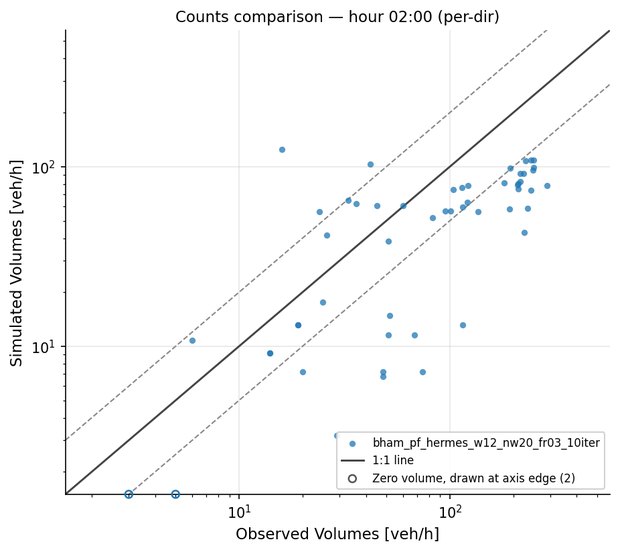 Counts comparison — hour 02:00 (per-dir)
Simulated Volumes [veh/h]
10²
10¹
bham_pf_hermes_w12_nw20_fr03_10iter
1:1 line
Zero volume, drawn at axis edge (2)
10¹ 10²
Observed Volumes [veh/h]